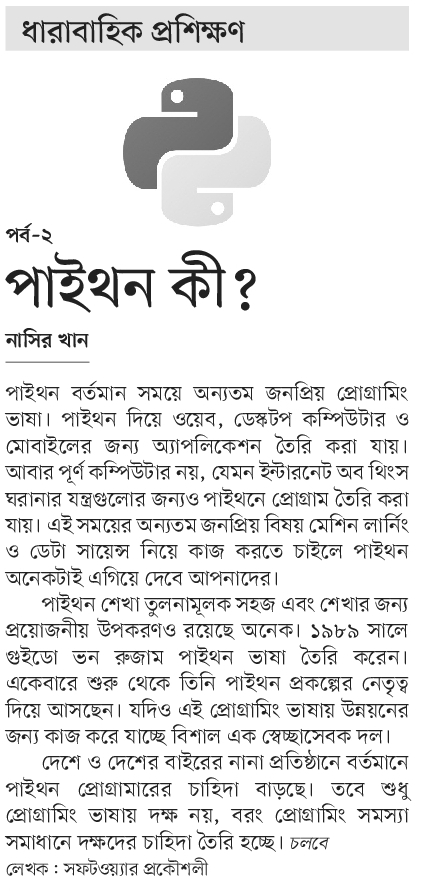 ধারাবাহিক প্রশিক্ষণ
পর্ব-২
পাইথন কী?
নাসির খান
পাইথন বর্তমান সময়ে অন্যতম জনপ্রিয় প্রোগ্রামিং
ভাষা। পাইথন দিয়ে ওয়েব, ডেস্কটপ কম্পিউটার ও
মোবাইলের জন্য অ্যাপলিকেশন তৈরি করা যায়।
আবার পূর্ণ কম্পিউটার নয়, যেমন ইন্টারনেট অব থিংস
ঘরানার যন্ত্রগুলোর জন্যও পাইথনে প্রোগ্রাম তৈরি করা
যায়। এই সময়ের অন্যতম জনপ্রিয় বিষয় মেশিন লার্নিং
ও ডেটা সায়েন্স নিয়ে কাজ করতে চাইলে পাইথন
অনেকটাই এগিয়ে দেবে আপনাদের।
পাইথন শেখা তুলনামূলক সহজ এবং শেখার জন্য
প্রয়োজনীয় উপকরণও রয়েছে অনেক। ১৯৮৯ সালে
গুইডো ভন রুজাম পাইথন ভাষা তৈরি করেন।
একেবারে শুরু থেকে তিনি পাইথন প্রকল্পের নেতৃত্ব
দিয়ে আসছেন। যদিও এই প্রোগ্রামিং ভাষায় উন্নয়নের
জন্য কাজ করে যাচ্ছে বিশাল এক স্বেচ্ছাসেবক দল।
দেশে ও দেশের বাইরের নানা প্রতিষ্ঠানে বর্তমানে
পাইথন প্রোগ্রামারের চাহিদা বাড়ছে। তবে শুধু
প্রোগ্রামিং ভাষায় দক্ষ নয়, বরং প্রোগ্রামিং সমস্যা
সমাধানে দক্ষদের চাহিদা তৈরি হচ্ছে। চলবে
লেখক : সফটওয়্যার প্রকৌশলী